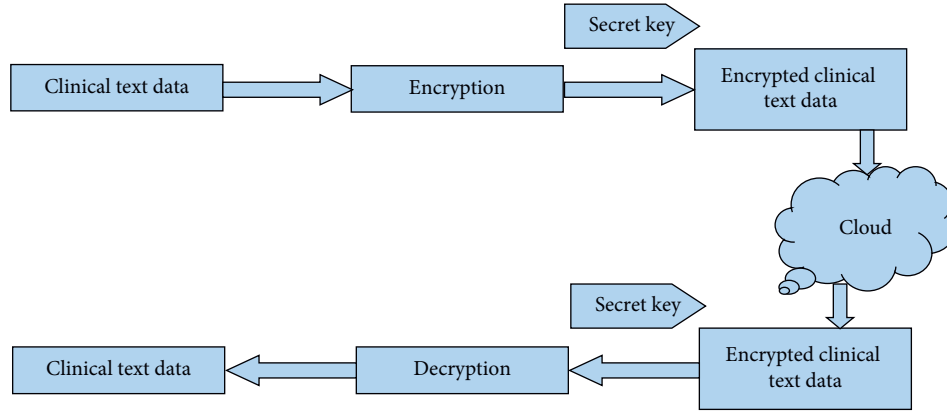 Secret key
Clinical text data
Encryption
Encrypted clinical
text data
Cloud
Secret key
Clinical text data
Decryption
Encrypted clinical
text data